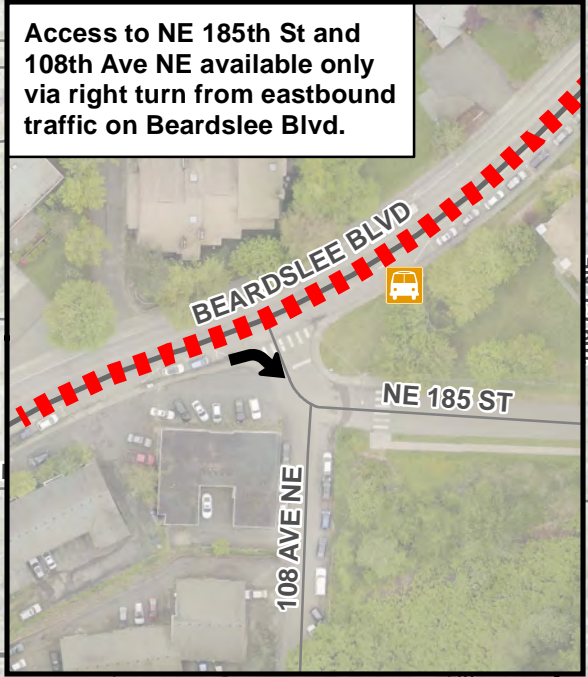 Access to NE 185th St and
108th Ave NE available only
via right turn from eastbound
traffic on Beardslee Blvd.
BEARDSLEE BLVD
NE 185 ST
108 AVE NE